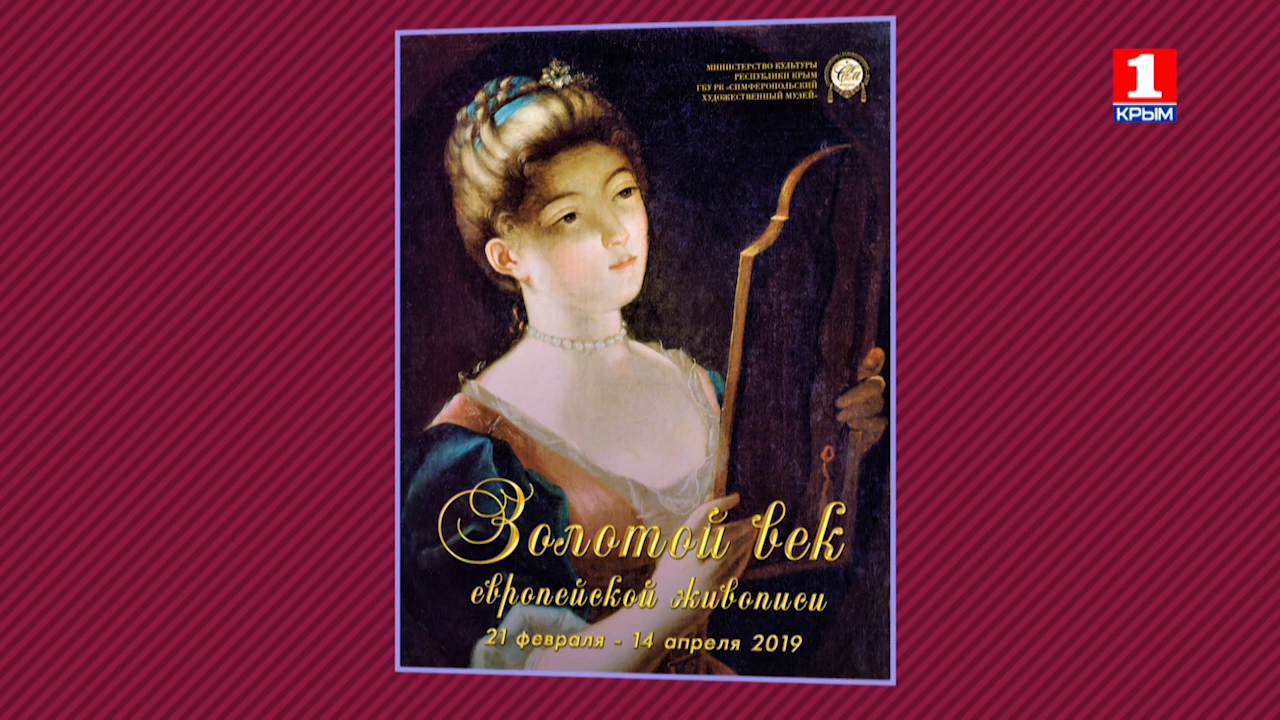 МИНИСТЕРСТВО КУЛЬТУРЫ
РЕСПУБЛИКИ КРЫМ
ГБУ РК «СИМФЕРОПОЛЬСКИЙ
ХУДОЖЕСТВЕННЫЙ МУЗЕЙ»
1
КРЫМ
Золотой век
европейской живописи
21 февраля - 14 апреля 2019